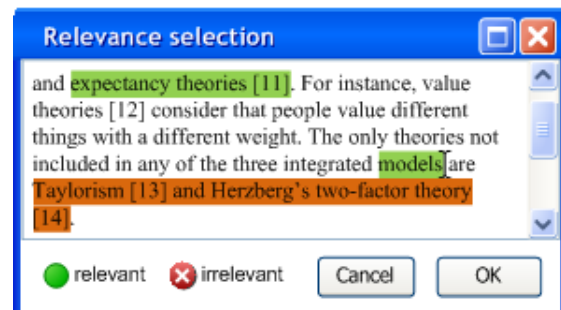 Relevance selection
and expectancy theories [11]. For instance, value
theories [12] consider that people value different
things with a different weight. The only theories not
included in any of the three integrated models are
Taylorism [13] and Herzberg's two-factor theory
[14].
relevant irrelevant Cancel OK